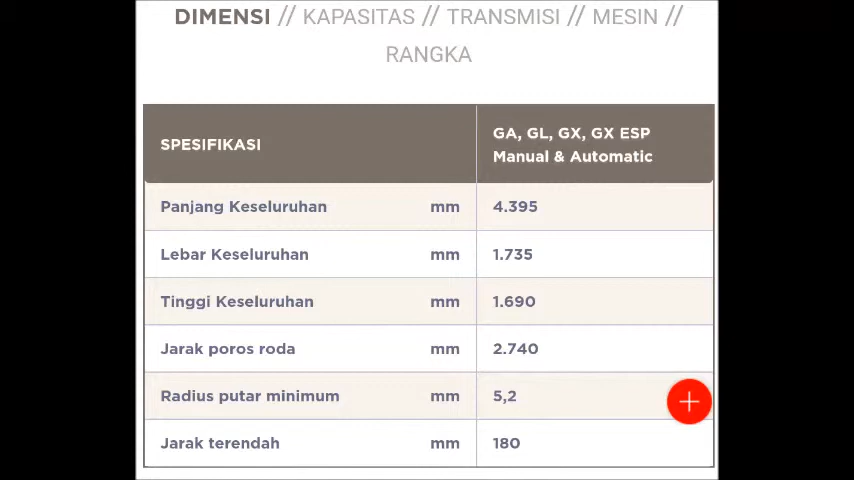 DIMENSI // KAPASITAS // TRANSMISI // MESIN //
RANGKA
SPESIFIKASI
GA, GL, GX, GX ESP
Manual & Automatic
Panjang Keseluruhan mm 4.395
Lebar Keseluruhan mm 1.735
Tinggi Keseluruhan mm 1.690
Jarak poros roda mm 2.740
Radius putar minimum mm 5,2
Jarak terendah mm 180